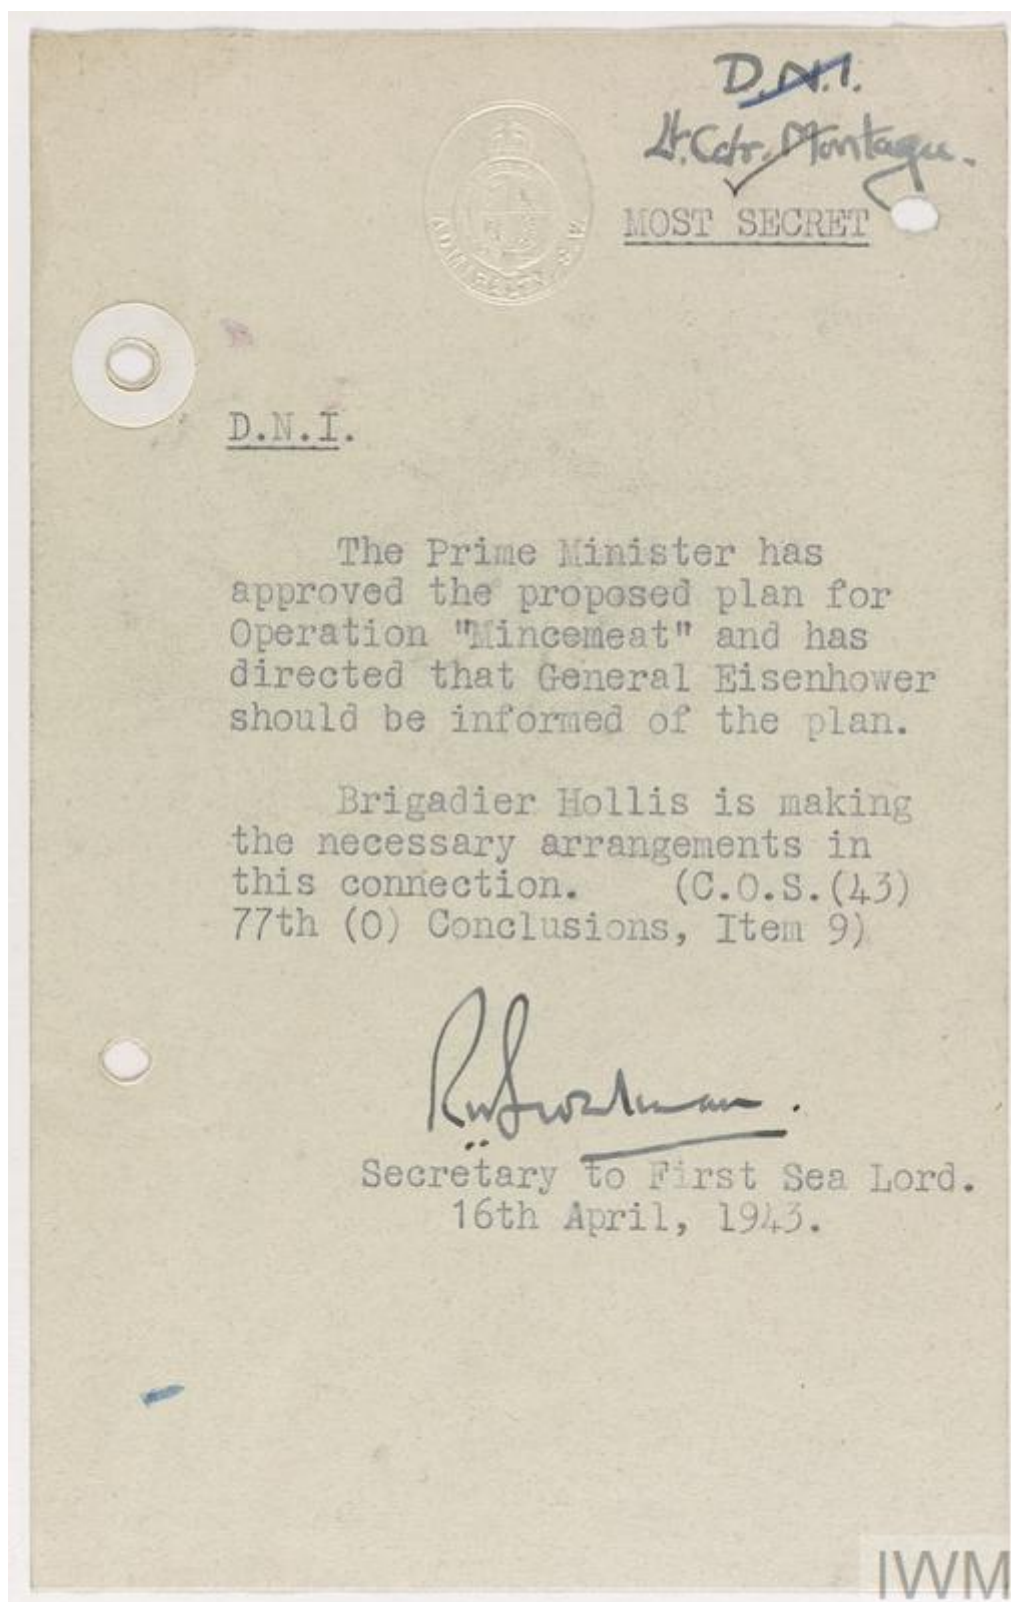 D.N.I.
Lt. Cdr. Montagu.
MOST SECRET
ADMIRALTY. S.W.
D.N.I.
The Prime Minister has
approved the proposed plan for
Operation "Mincemeat" and has
directed that General Eisenhower
should be informed of the plan.
Brigadier Hollis is making
the necessary arrangements in
this connection. (C.O.S.(43)
77th (O) Conclusions, Item 9)
Secretary to First Sea Lord.
16th April, 1943.
IWM